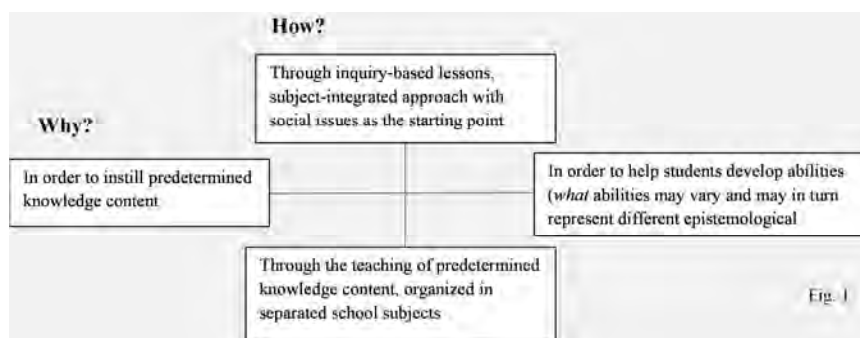 How?
Through inquiry-based lessons,
subject-integrated approach with
social issues as the starting point
Why?
In order to instill predetermined
knowledge content
In order to help students develop abilities
(what abilities may vary and may in turn
represent different epistemological
Through the teaching of predetermined
knowledge content, organized in
separated school subjects
Fig. 1